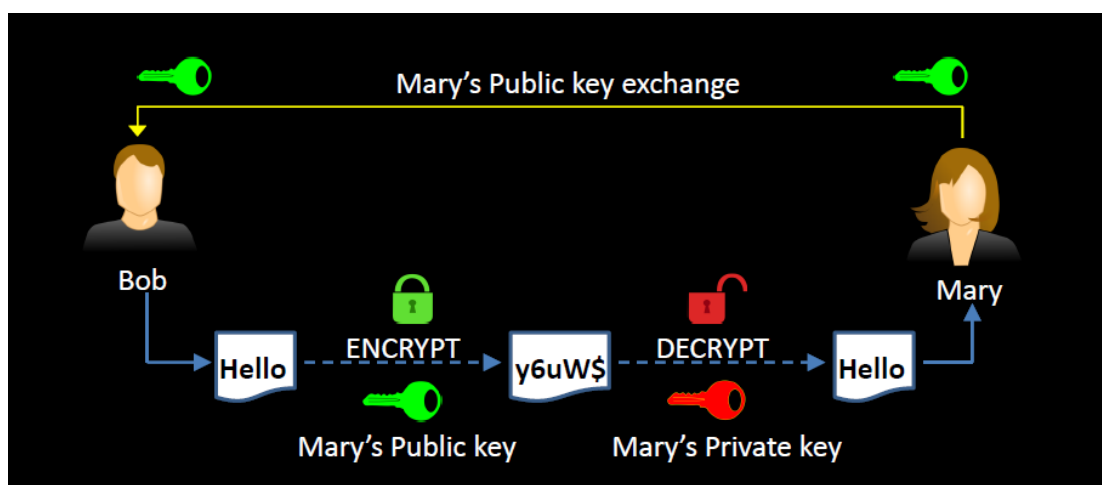 Mary’s Public key exchange
Bob
Mary
Hello
ENCRYPT
y6uW$
DECRYPT
Hello
Mary’s Public key
Mary’s Private key